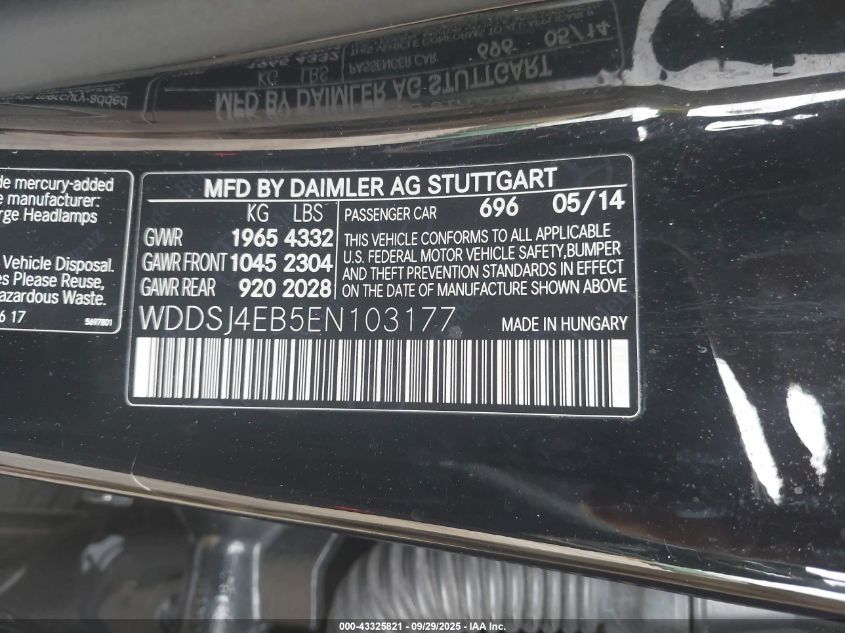 MFD BY DAIMLER AG STUTTGART
KG LBS
GVWR 1965 4332
GAWR FRONT 1045 2304
GAWR REAR 920 2028
PASSENGER CAR 696 05/14
THIS VEHICLE CONFORMS TO ALL APPLICABLE
U.S. FEDERAL MOTOR VEHICLE SAFETY,BUMPER
AND THEFT PREVENTION STANDARDS IN EFFECT
ON THE DATE OF MANUFACTURE SHOWN ABOVE
WDDSJ4EB5EN103177 MADE IN HUNGARY
de mercury-added
e manufacturer:
rge Headlamps
Vehicle Disposal.
es Please Reuse,
azardous Waste.
6 17
5697801
000-43325821 - 09/29/2025 - IAA Inc.